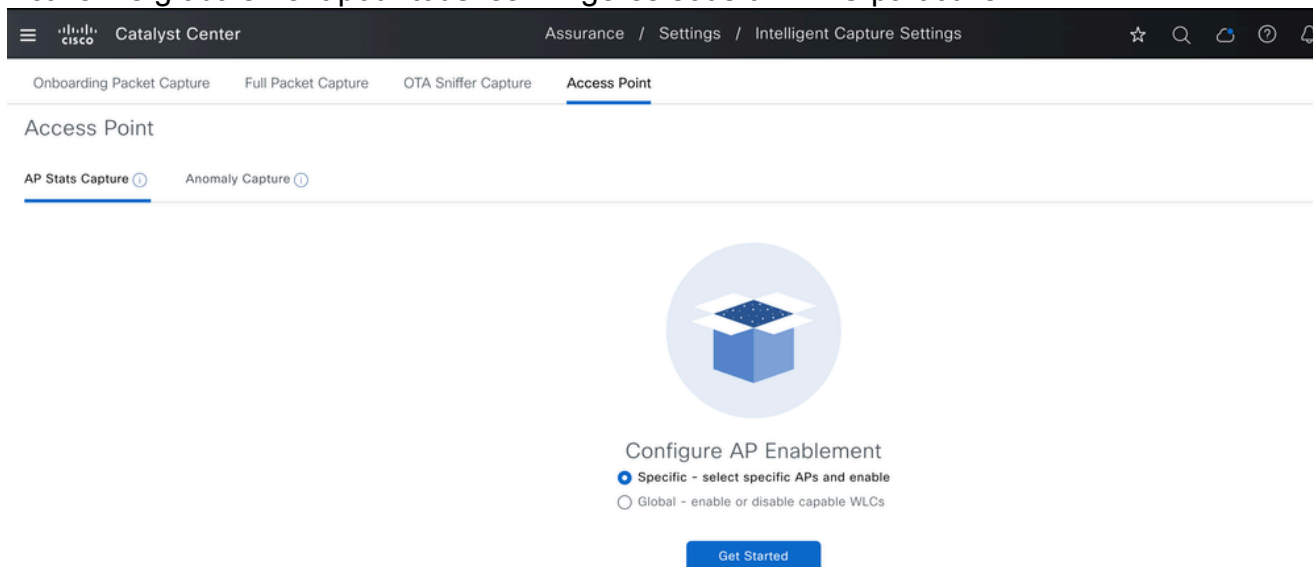 cisco Catalyst Center
Assurance / Settings / Intelligent Capture Settings
Onboarding Packet Capture Full Packet Capture OTA Sniffer Capture Access Point
Access Point
AP Stats Capture Anomaly Capture
Configure AP Enablement
Specific - select specific APs and enable
Global - enable or disable capable WLCs
Get Started